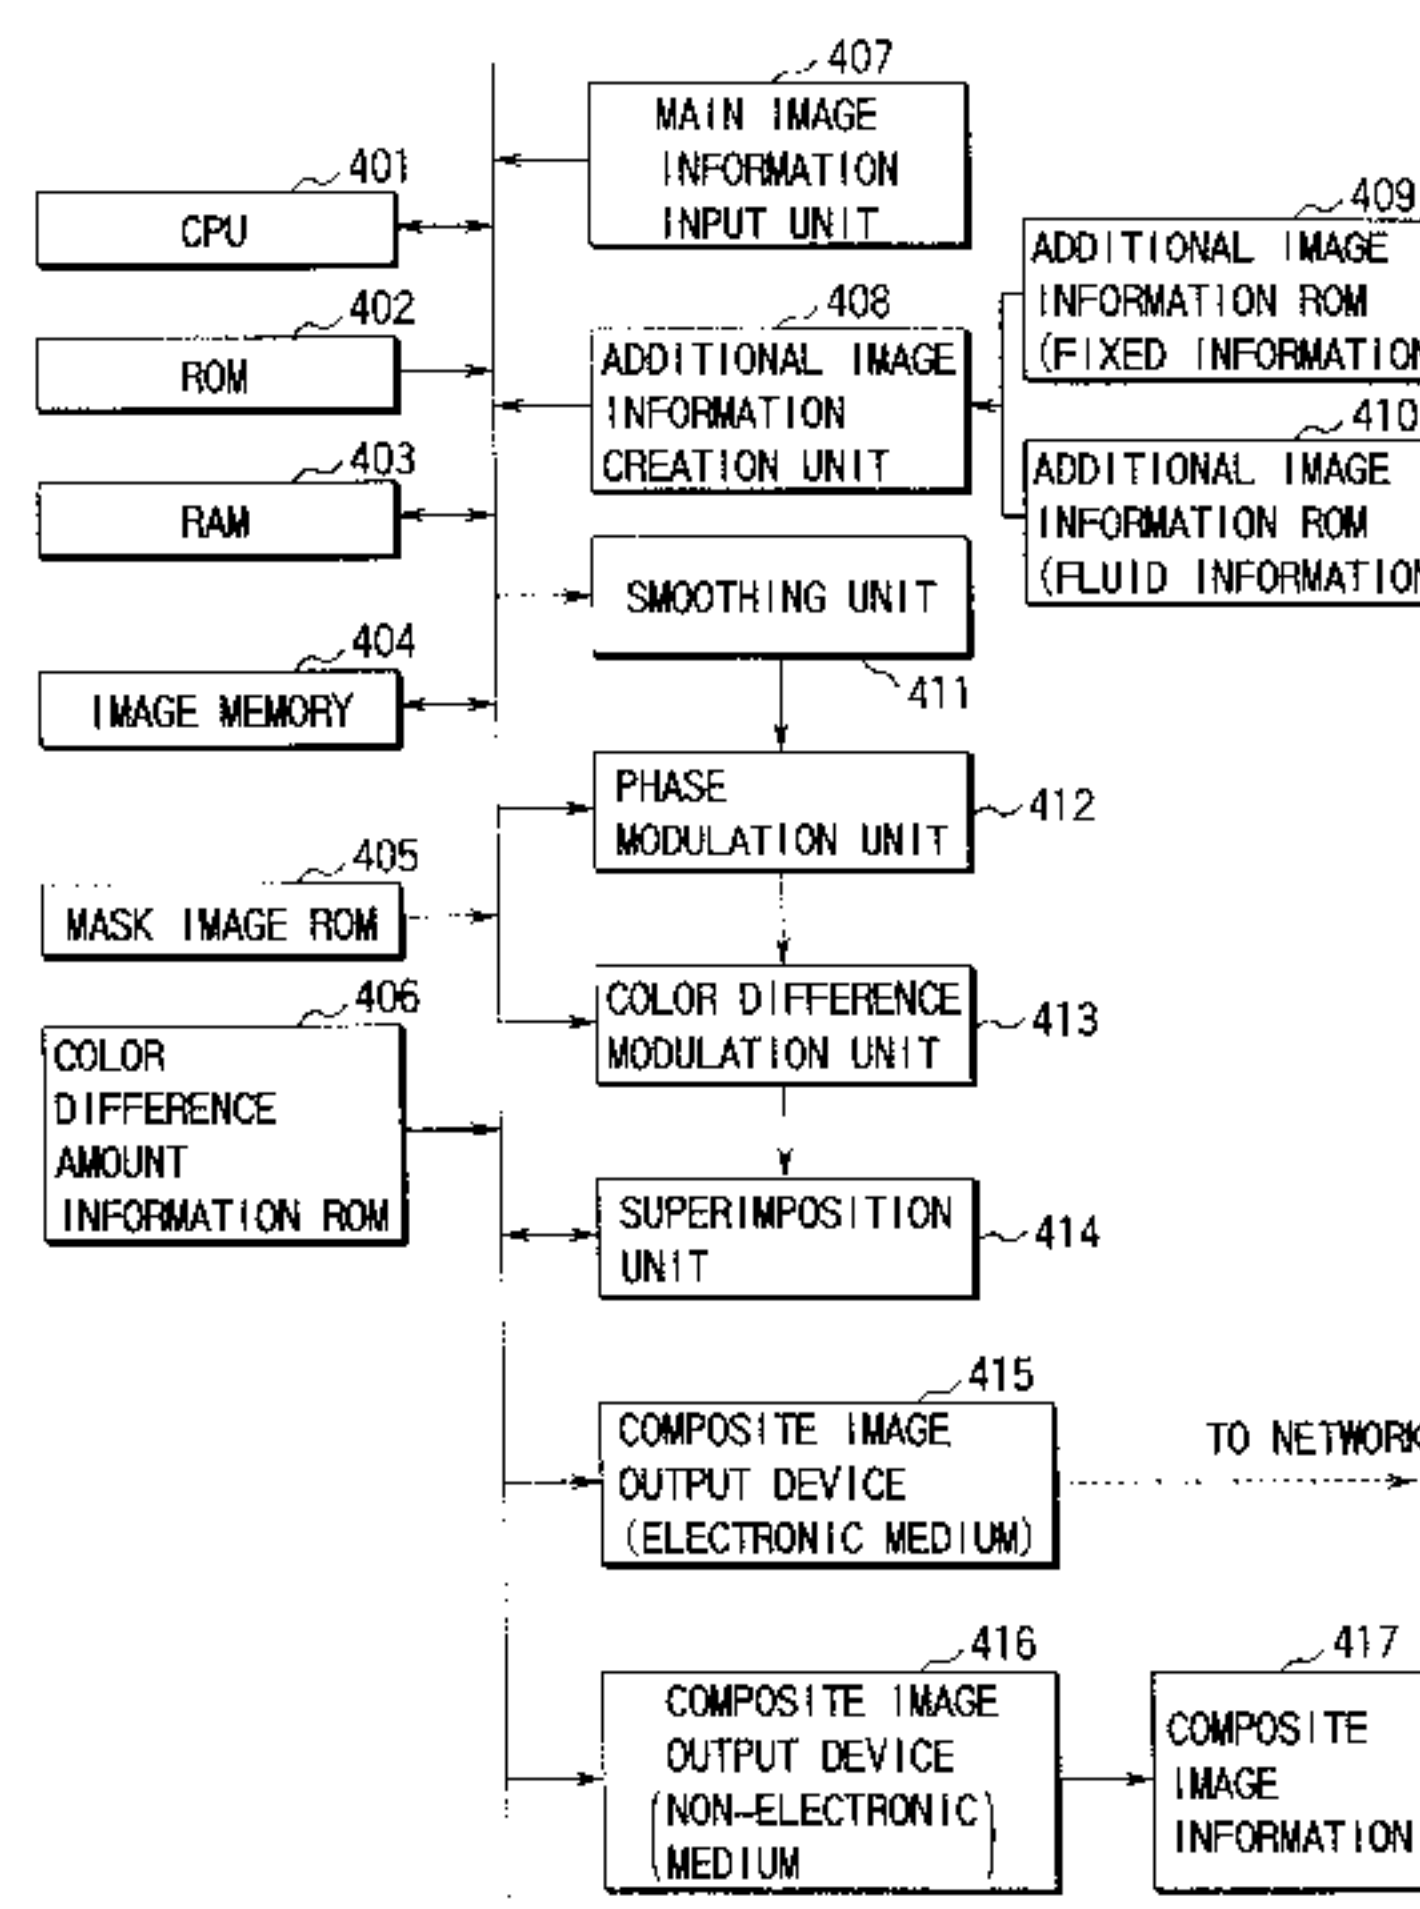 407
MAIN IMAGE
INFORMATION
INPUT UNIT
401
CPU
409
ADDITIONAL IMAGE
INFORMATION ROM
(FIXED INFORMATION
402
ROM
408
ADDITIONAL IMAGE
INFORMATION
CREATION UNIT
410
ADDITIONAL IMAGE
INFORMATION ROM
(FLUID INFORMATION
403
RAM
SMOOTHING UNIT
411
404
IMAGE MEMORY
PHASE
MODULATION UNIT
412
405
MASK IMAGE ROM
COLOR DIFFERENCE
MODULATION UNIT
413
406
COLOR
DIFFERENCE
AMOUNT
INFORMATION ROM
SUPERIMPOSITION
UNIT
414
415
COMPOSITE IMAGE
OUTPUT DEVICE
(ELECTRONIC MEDIUM)
TO NETWORK
416
COMPOSITE IMAGE
OUTPUT DEVICE
(NON-ELECTRONIC
MEDIUM)
417
COMPOSITE
IMAGE
INFORMATION